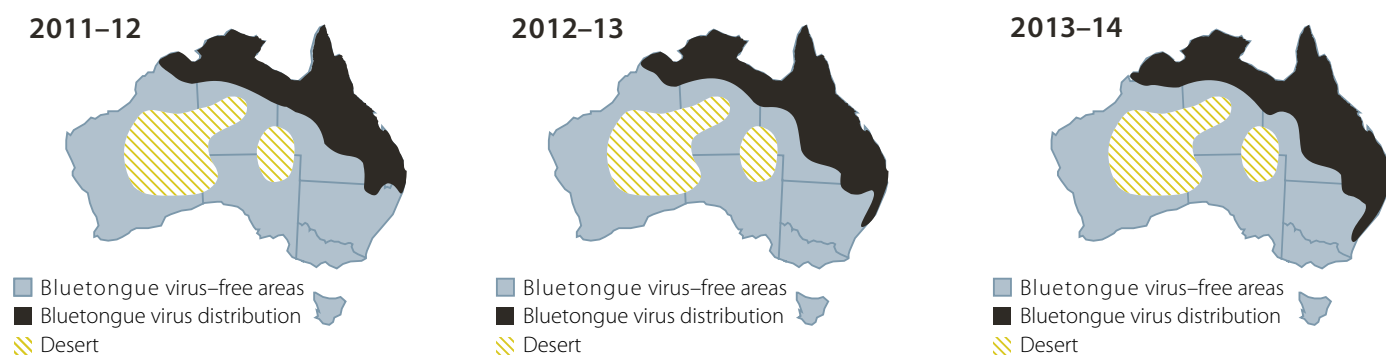 2011–12
Bluetongue virus–free areas
Bluetongue virus distribution
Desert
2012–13
Bluetongue virus–free areas
Bluetongue virus distribution
Desert
2013–14
Bluetongue virus–free areas
Bluetongue virus distribution
Desert